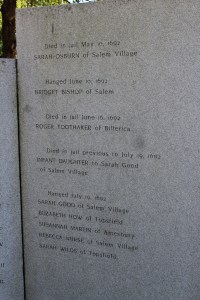 Died in jail May 10, 1692
SARAH OSBURN of Salem Village
Hanged June 10, 1692
BRIDGET BISHOP of Salem
Died in jail June 16, 1692
ROGER TOOTHAKER of Billerica
Died in jail previous to July 19, 1692
INFANT DAUGHTER to Sarah Good
of Salem Village
Hanged July 19, 1692
SARAH GOOD of Salem Village
ELIZABETH HOW of Topsfield
SUSANNAH MARTIN of Amesbury
REBECCA NURSE of Salem Village
SARAH WILDS of Topsfield